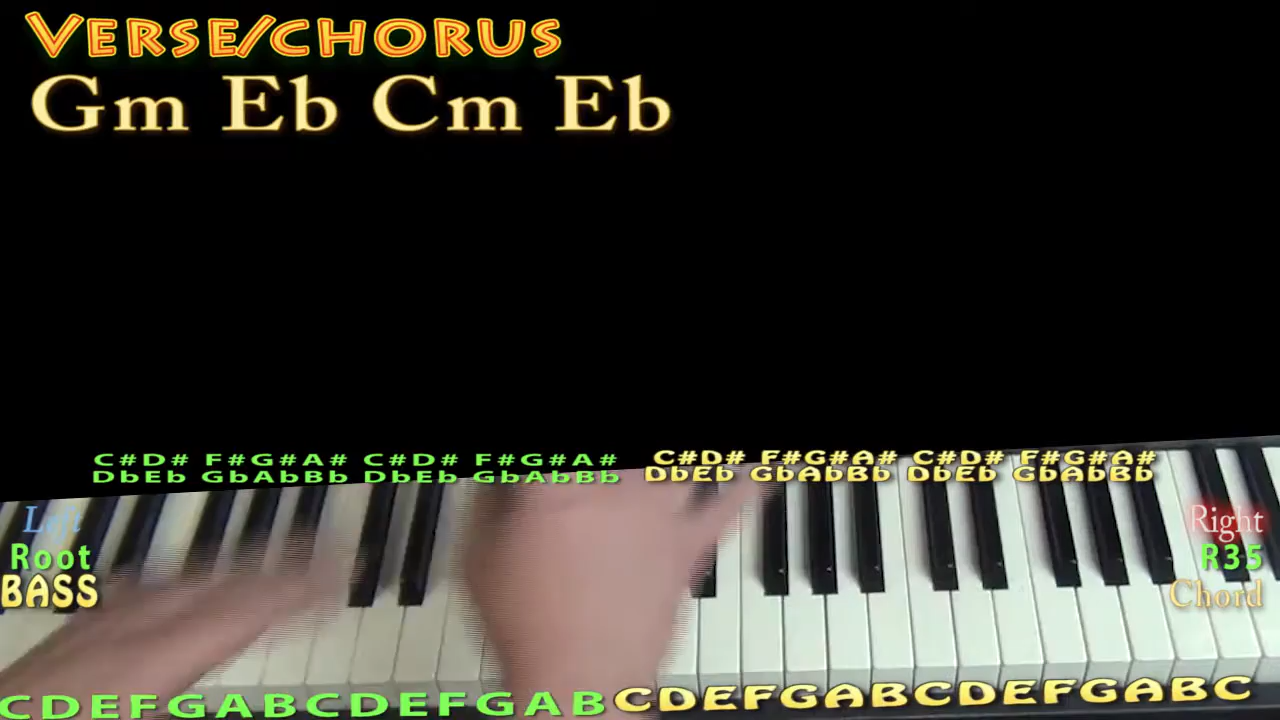 VERSE/CHORUS
Gm Eb Cm Eb
C#D# F#G#A# C#D# F#G#A# C#D# F#G#A# C#D# F#G#A#
DbEb GbAbBb DbEb GbAbBb DbEb GbAbBb DbEb GbAbBb
Left
Root
BASS
Right
R35
Chord
CDEFGABCDEFGABCDEFGABCDEFGABC